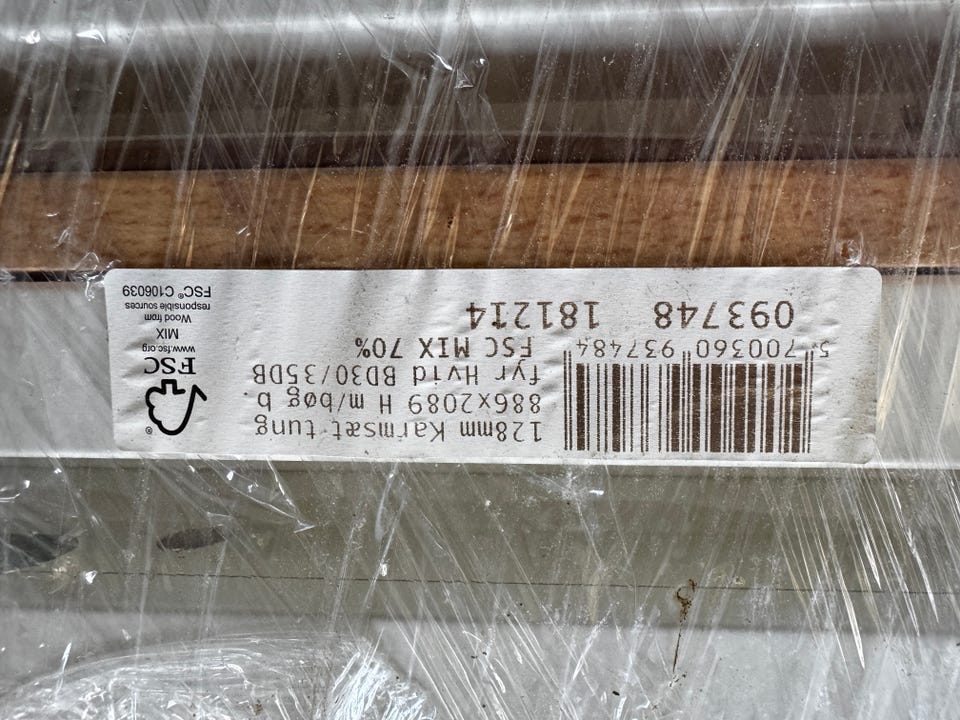 128mm Karmsæt tung
886x2089 H m/bøg b.
fyr Hvid BD30/35DB
FSC MIX 70%
5 700360 937484
093748 181214
®
FSC
www.fsc.org
MIX
Wood from
responsible sources
FSC® C106039